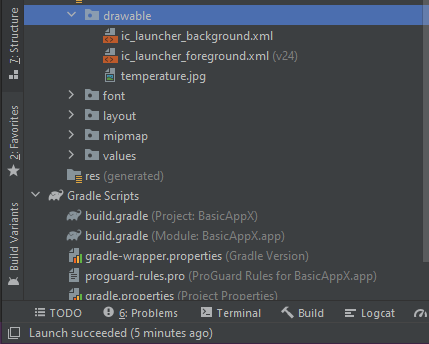 drawable
ic_launcher_background.xml
ic_launcher_foreground.xml (v24)
temperature.jpg
font
layout
mipmap
values
res (generated)
Gradle Scripts
build.gradle (Project: BasicAppX)
build.gradle (Module: BasicAppX.app)
gradle-wrapper.properties (Gradle Version)
proguard-rules.pro (ProGuard Rules for BasicAppX.app)
gradle.properties (Project Properties)
7: Structure
2: Favorites
Build Variants
TODO
6: Problems
Terminal
Build
Logcat
Launch succeeded (5 minutes ago)